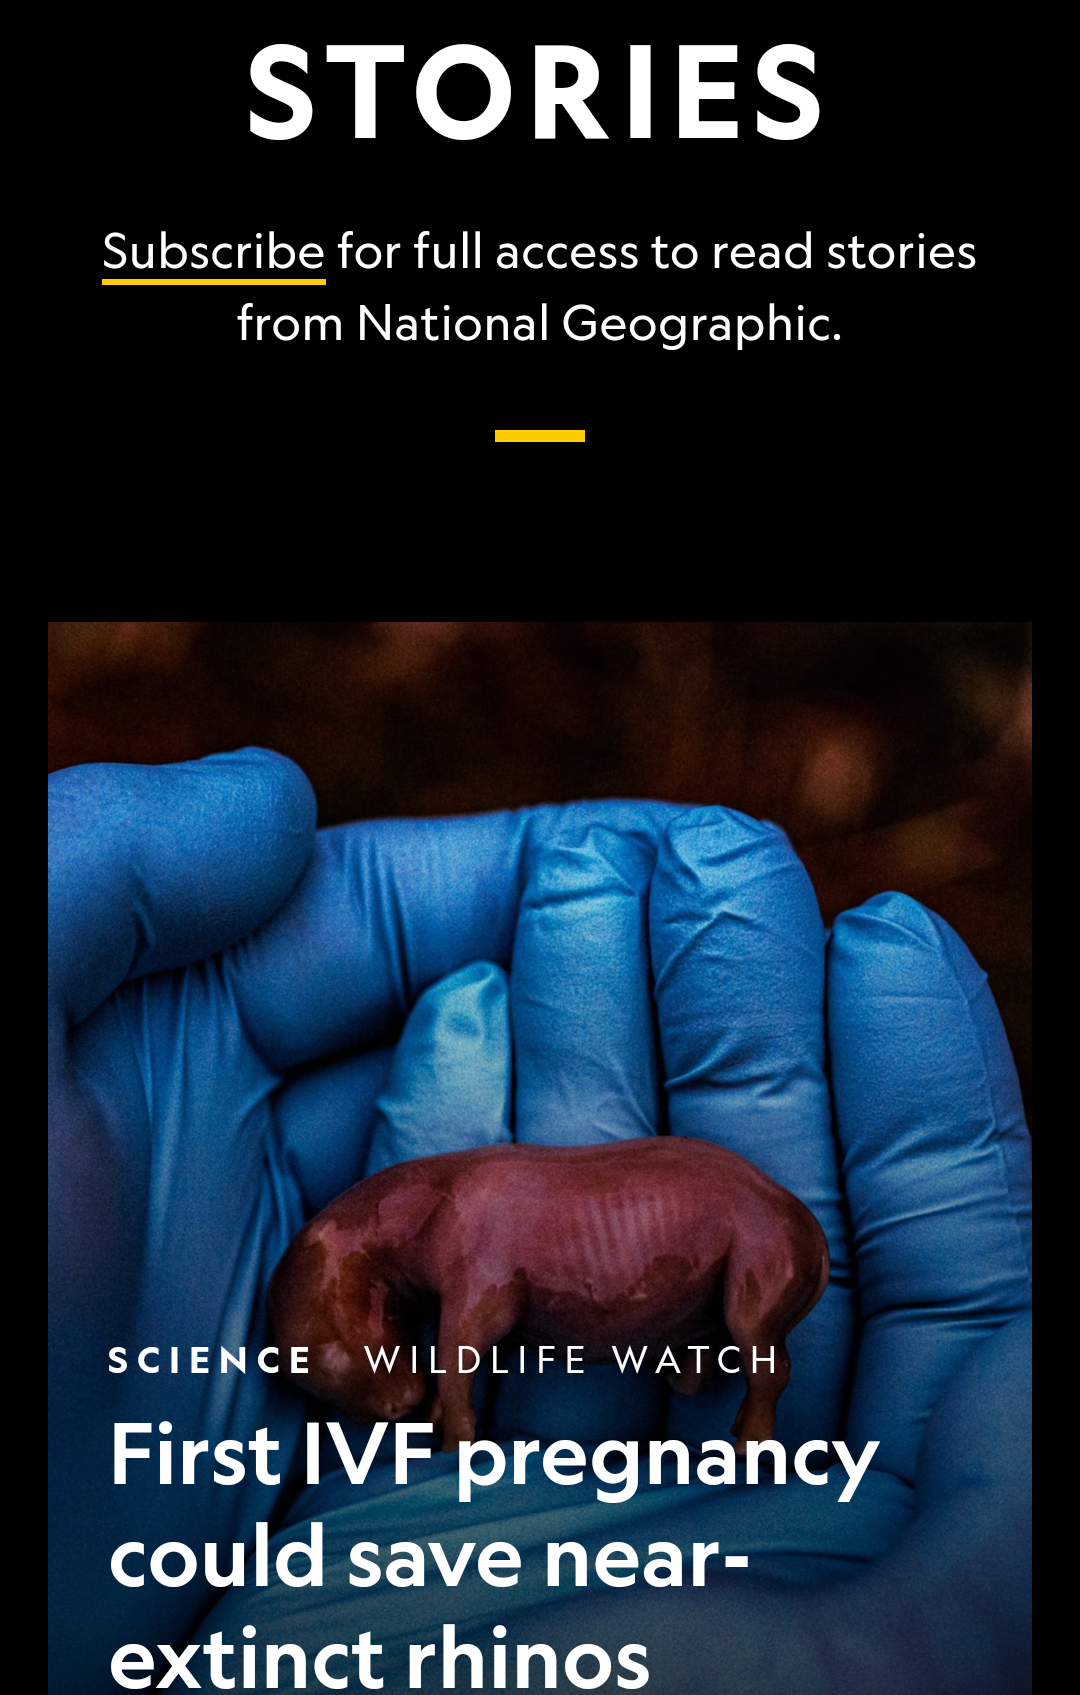 STORIES
Subscribe for full access to read stories
from National Geographic.
SCIENCE WILDLIFE WATCH
First IVF pregnancy
could save near-
extinct rhinos